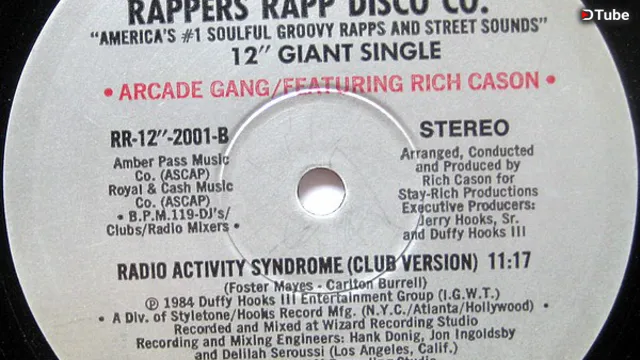 RAPPERS RAPP DISCO CO.
DTube
"AMERICA'S #1 SOULFUL GROOVY RAPPS AND STREET SOUNDS"
12" GIANT SINGLE
• ARCADE GANG/FEATURING RICH CASON •
RR-12"-2001-B
Amber Pass Music
Co. (ASCAP)
Royal & Cash Music
Co. (ASCAP)
• B.P.M.119-DJ's/
Clubs/Radio Mixers •
STEREO
Arranged, Conducted
and Produced by
Rich Cason for
Stay-Rich Productions
Executive Producers:
Jerry Hooks, Sr.
and Duffy Hooks III
RADIO ACTIVITY SYNDROME (CLUB VERSION) 11:17
(Foster Mayes - Carlton Burrell)
℗ 1984 Duffy Hooks III Entertainment Group (I.G.W.T.)
• A Div. of Styletone/Hooks Record Mfg. (N.Y.C./Atlanta/Hollywood) •
Recorded and Mixed at Wizard Recording Studio
Recording and Mixing Engineers: Hank Donig, Jon Ingoldsby
and Delilah Seroussi (Los Angeles, Calif.)